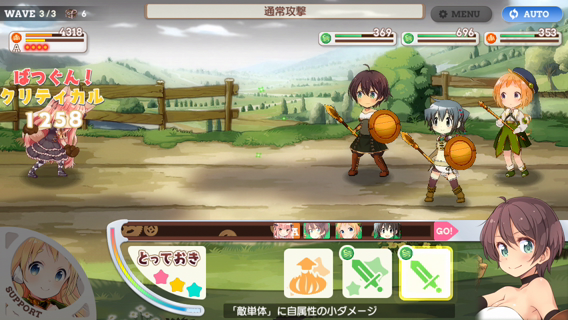 WAVE 3/3 6
通常攻撃
MENU
AUTO
4318
A
369
696
353
ばつぐん!
クリティカル
1258
GO!
とっておき
SUPPORT
「敵単体」に自属性の小ダメージ